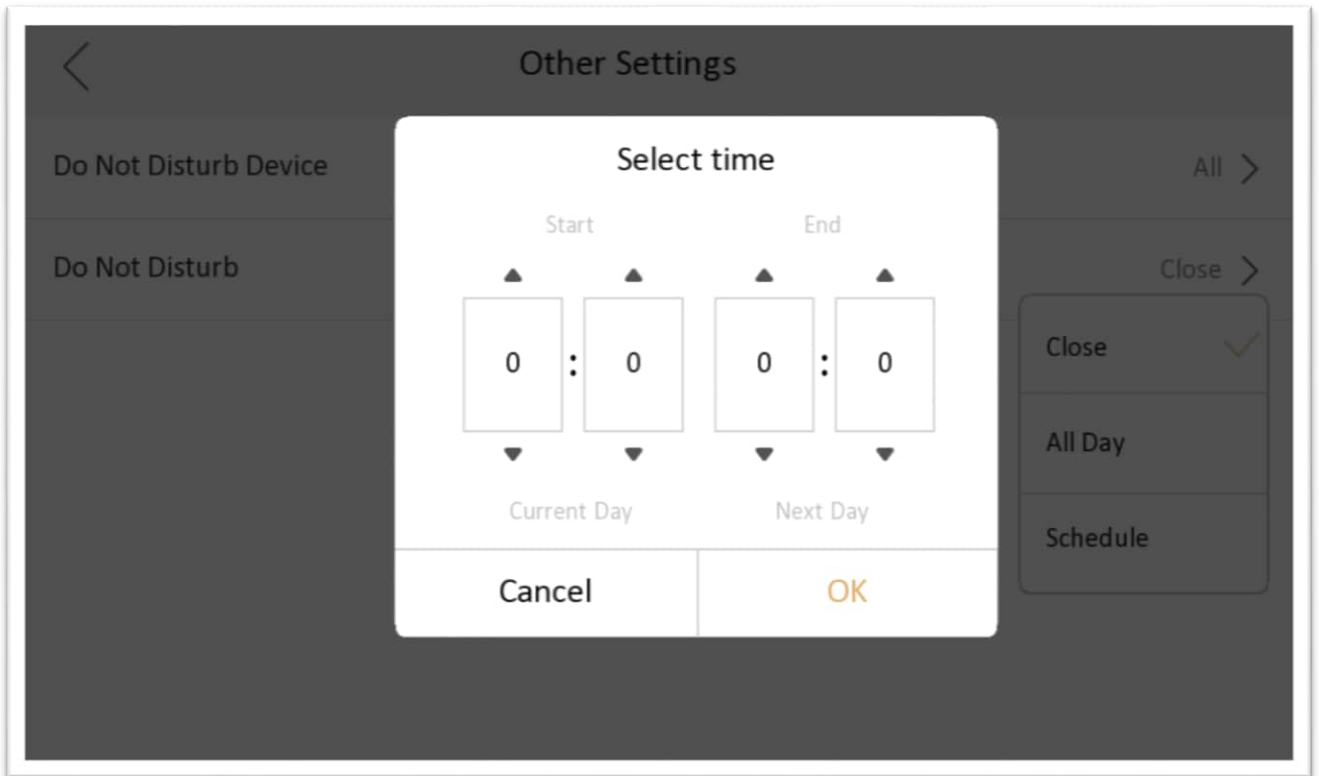 Other Settings
Do Not Disturb Device
All
Do Not Disturb
Close
Select time
Start
End
0 : 0
0 : 0
Current Day
Next Day
Cancel
OK
Close
All Day
Schedule